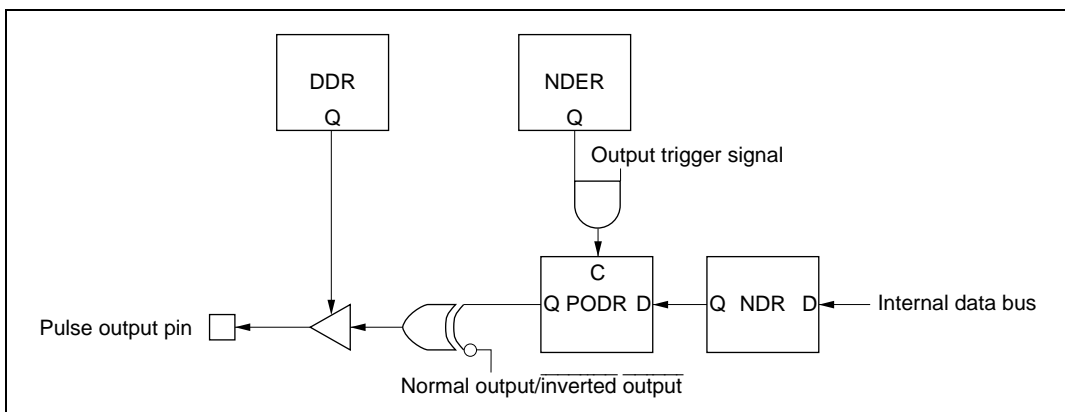 DDR
Q
NDER
Q
Output trigger signal
C
Q PODR D
Q NDR D
Internal data bus
Pulse output pin
Normal output/inverted output